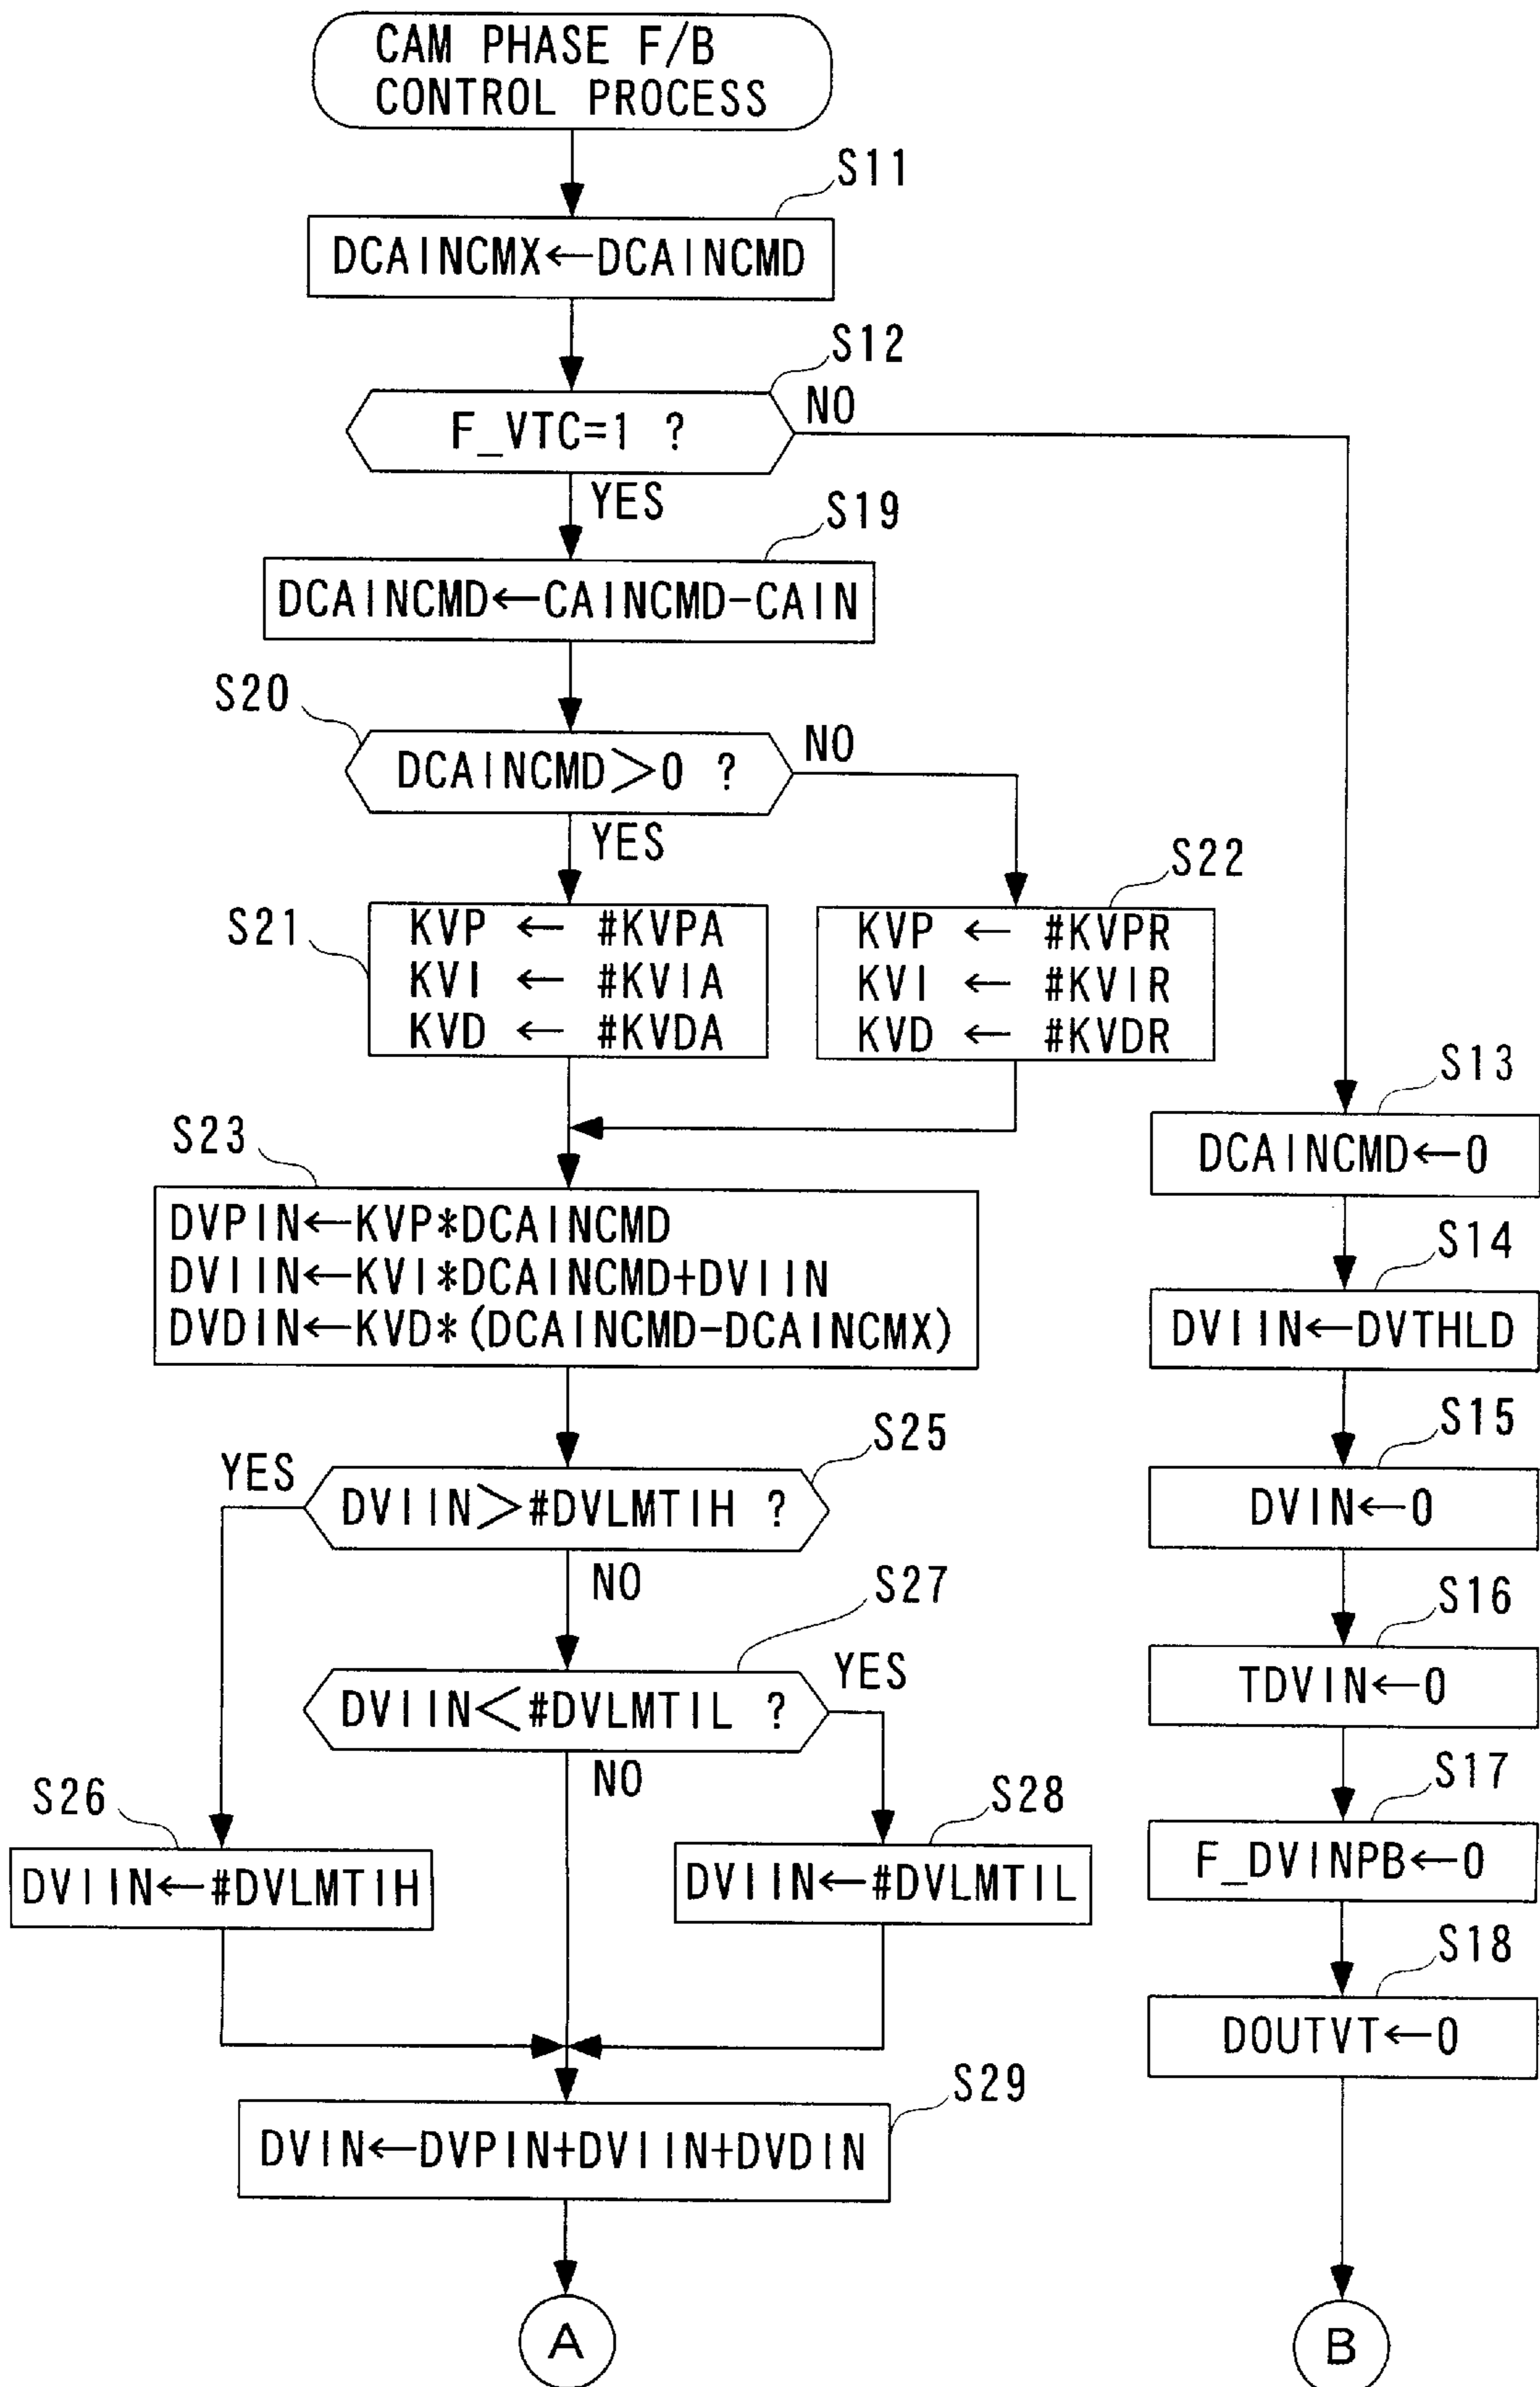 CAM PHASE F/B
CONTROL PROCESS
S11
DCAINCMX←DCAINCMD
S12
F_VTC=1 ?
NO
YES
S19
DCAINCMD←CAINCMD-CAIN
S20
DCAINCMD>0 ?
NO
YES
S21
KVP ← #KVPA
KVI ← #KVIA
KVD ← #KVDA
S22
KVP ← #KVPR
KVI ← #KVIR
KVD ← #KVDR
S23
DVPIN←KVP*DCAINCMD
DVIIN←KVI*DCAINCMD+DVIIN
DVDIN←KVD*(DCAINCMD-DCAINCMX)
S25
DVIIN>#DVLMTIH ?
YES
NO
S27
DVIIN<#DVLMTIL ?
YES
NO
S26
DVIIN←#DVLMTIH
S28
DVIIN←#DVLMTIL
S29
DVIN←DVPIN+DVIIN+DVDIN
A
S13
DCAINCMD←0
S14
DVIIN←DVTHLD
S15
DVIN←0
S16
TDVIN←0
S17
F_DVINPB←0
S18
DOUTVT←0
B